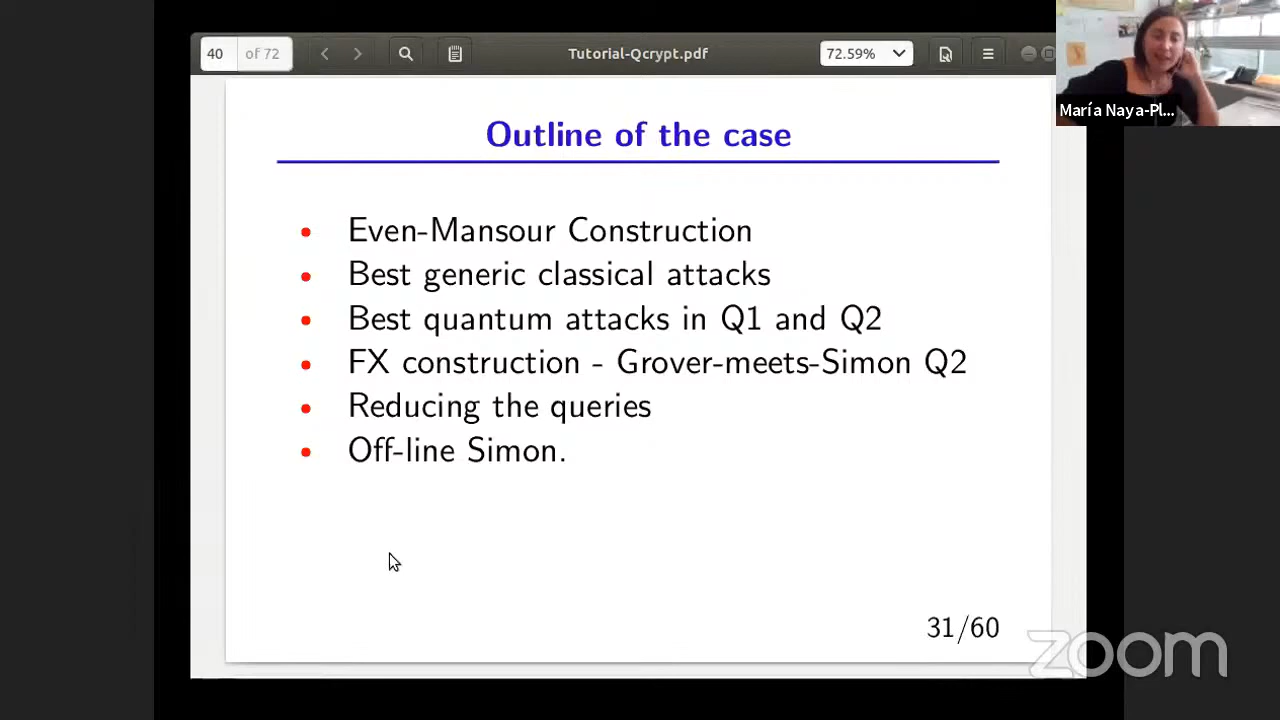 40 of 72
Tutorial-Qcrypt.pdf
72.59%
María Naya-Pl...
Outline of the case
• Even-Mansour Construction
• Best generic classical attacks
• Best quantum attacks in Q1 and Q2
• FX construction - Grover-meets-Simon Q2
• Reducing the queries
• Off-line Simon.
31/60
zoom